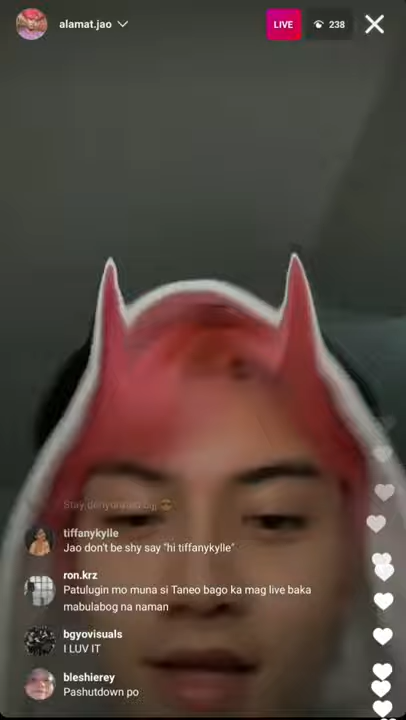 alamat.jao
LIVE
238
tiffanykylle
Jao don't be shy say "hi tiffanykylle"
ron.krz
Patulugin mo muna si Taneo bago ka mag live baka
mabulabog na naman
bgyovisuals
I LUV IT
bleshierey
Pashutdown po